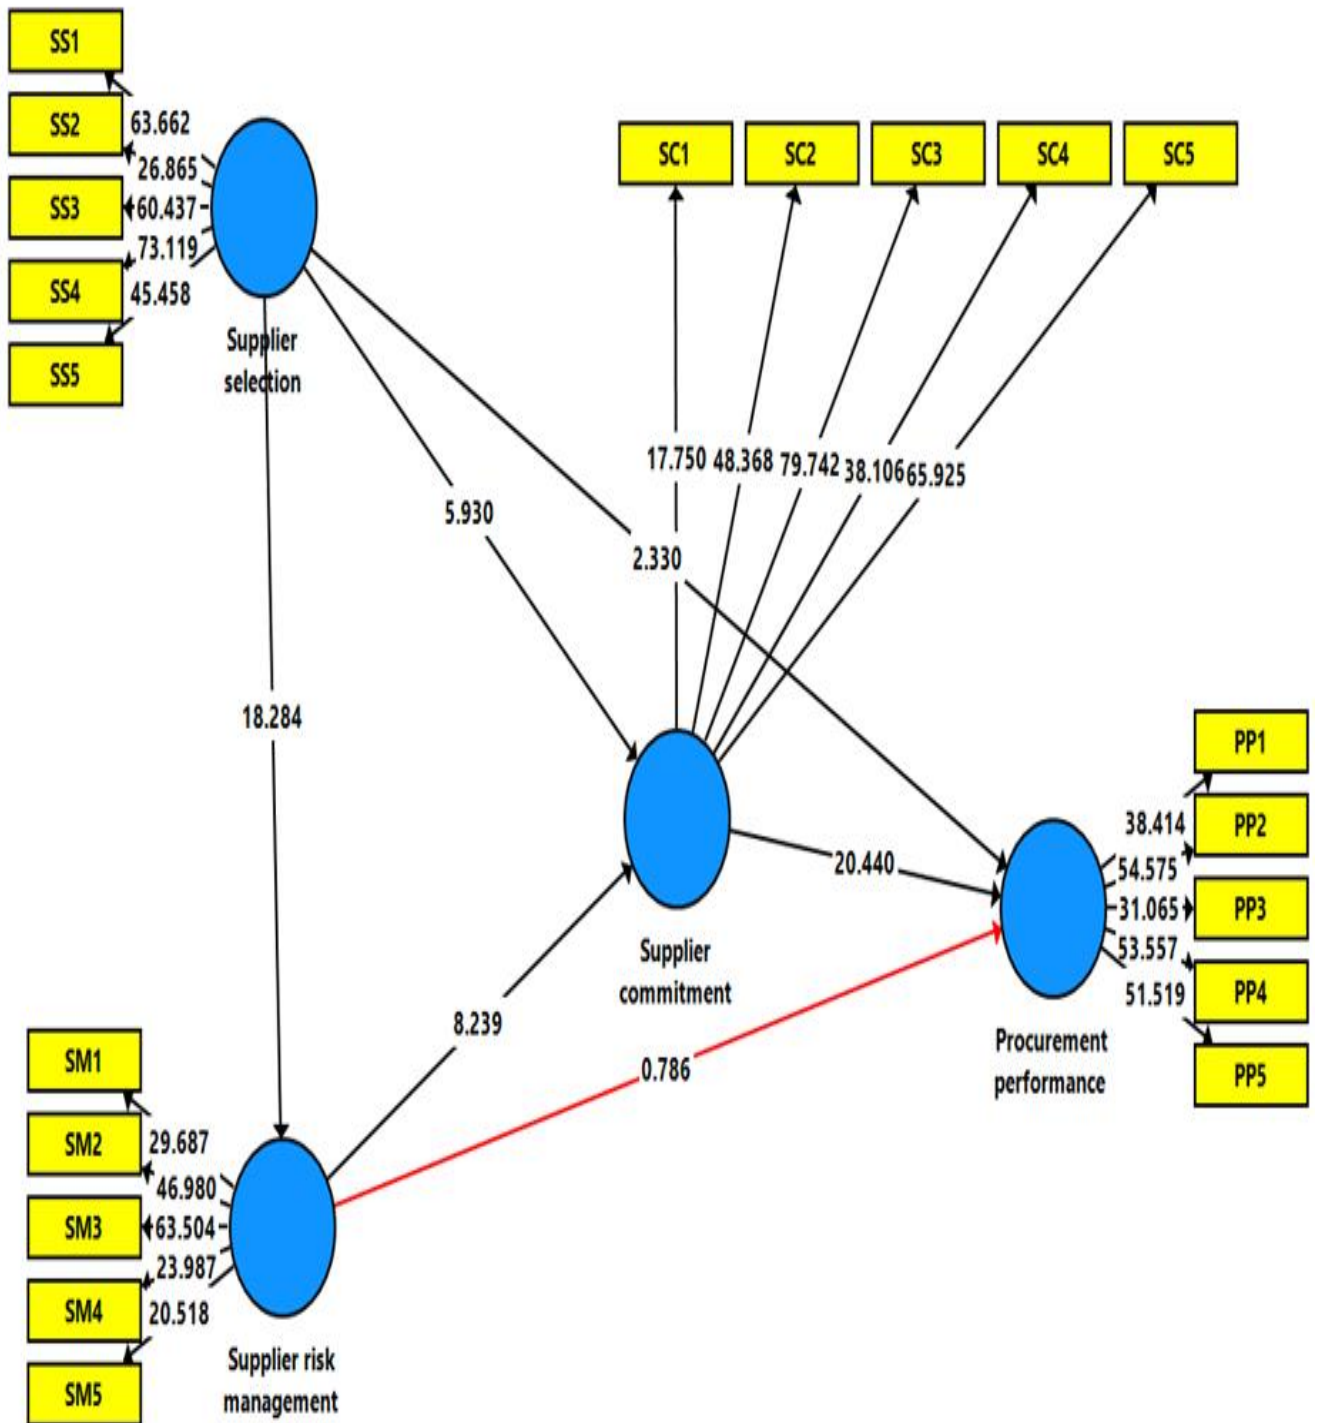 SS1
SS2
SS3
SS4
SS5
63.662
26.865
60.437
73.119
45.458
Supplier
selection
SC1
SC2
SC3
SC4
SC5
17.750
48.368
79.742
38.106
65.925
5.930
2.330
18.284
20.440
8.239
0.786
Supplier
commitment
PP1
PP2
PP3
PP4
PP5
38.414
54.575
31.065
53.557
51.519
Procurement
performance
SM1
SM2
SM3
SM4
SM5
29.687
46.980
63.504
23.987
20.518
Supplier risk
management